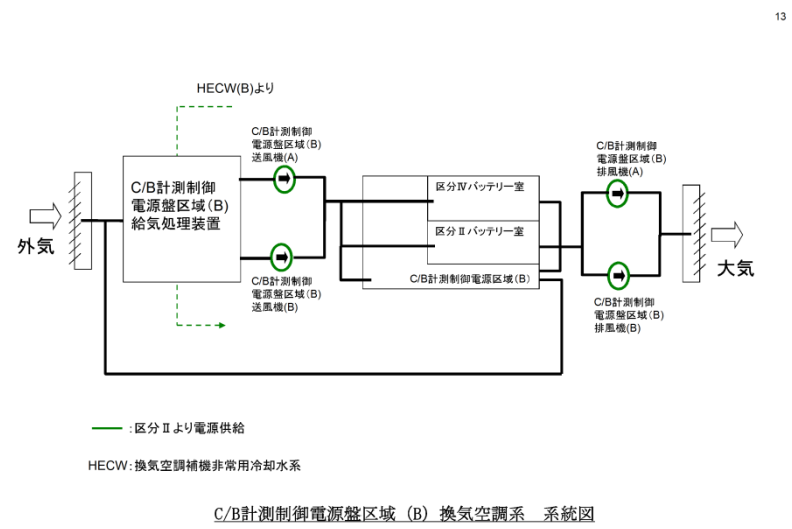 13
HECW(B)より
C/B計測制御
電源盤区域(B)
送風機(A)
C/B計測制御
電源盤区域(B)
排風機(A)
C/B計測制御
電源盤区域(B)
給気処理装置
区分Ⅳバッテリー室
区分Ⅱバッテリー室
外気
大気
C/B計測制御電源区域(B)
C/B計測制御
電源盤区域(B)
送風機(B)
C/B計測制御
電源盤区域(B)
排風機(B)
:区分Ⅱより電源供給
HECW:換気空調補機非常用冷却水系
C/B計測制御電源盤区域 (B) 換気空調系 系統図